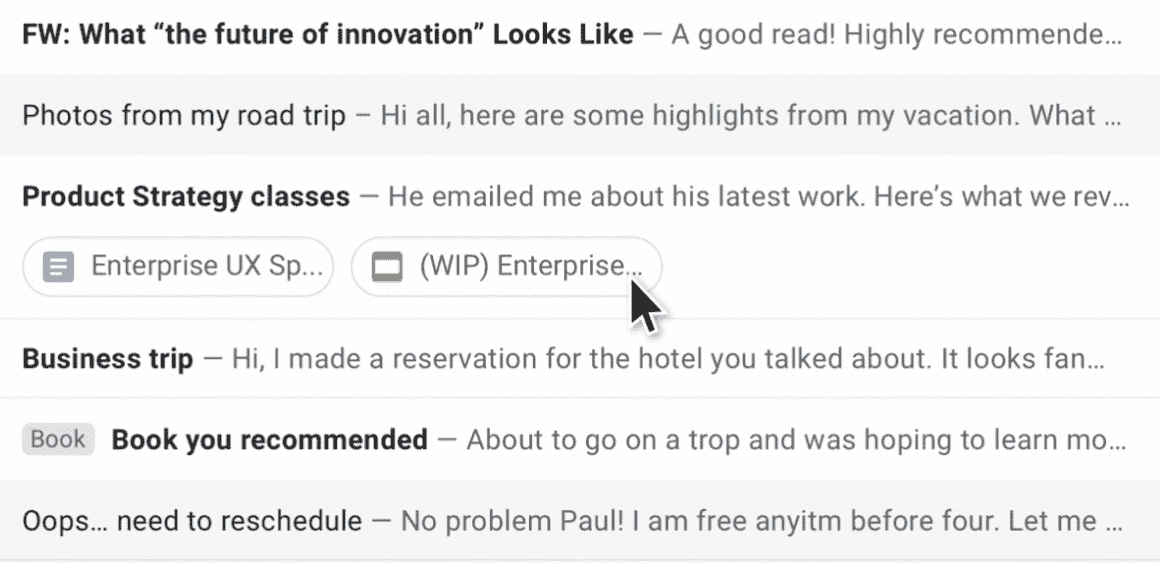 FW: What “the future of innovation” Looks Like — A good read! Highly recommende...
Photos from my road trip – Hi all, here are some highlights from my vacation. What ...
Product Strategy classes — He emailed me about his latest work. Here’s what we rev...
Enterprise UX Sp... (WIP) Enterprise...
Business trip — Hi, I made a reservation for the hotel you talked about. It looks fan...
Book Book you recommended — About to go on a trop and was hoping to learn mo...
Oops... need to reschedule — No problem Paul! I am free anyitm before four. Let me ...